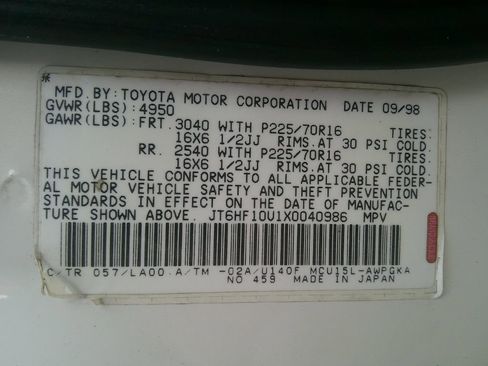 MFD.BY:TOYOTA MOTOR CORPORATION DATE 09/98
GVWR(LBS):4950
GAWR(LBS):FRT. 3040 WITH P225/70R16 TIRES:
16X6 1/2JJ RIMS.AT 30 PSI COLD.
RR. 2540 WITH P225/70R16 TIRES:
16X6 1/2JJ RIMS.AT 30 PSI COLD.
THIS VEHICLE CONFORMS TO ALL APPLICABLE FEDER-
AL MOTOR VEHICLE SAFETY AND THEFT PREVENTION
STANDARDS IN EFFECT ON THE DATE OF MANUFAC-
TURE SHOWN ABOVE. JT6HF10U1X0040986 MPV
C/TR 057/LA00.A/TM -02A/U140F MCU15L-AWPGKA
NO 459 MADE IN JAPAN